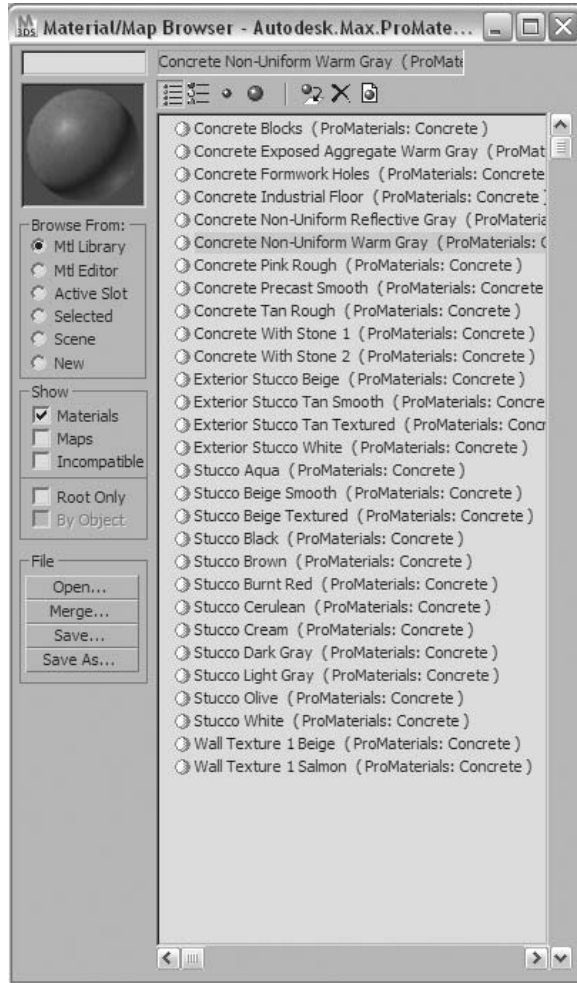 3DS Material/Map Browser - Autodesk.Max.ProMate...
Concrete Non-Uniform Warm Gray (ProMat
Browse From:
Mtl Library
Mtl Editor
Active Slot
Selected
Scene
New
Show
Materials
Maps
Incompatible
Root Only
By Object
File
Open...
Merge...
Save...
Save As...
Concrete Blocks (ProMaterials: Concrete )
Concrete Exposed Aggregate Warm Gray (ProMat
Concrete Formwork Holes (ProMaterials: Concrete
Concrete Industrial Floor (ProMaterials: Concrete )
Concrete Non-Uniform Reflective Gray (ProMateria
Concrete Non-Uniform Warm Gray (ProMaterials: C
Concrete Pink Rough (ProMaterials: Concrete )
Concrete Precast Smooth (ProMaterials: Concrete
Concrete Tan Rough (ProMaterials: Concrete )
Concrete With Stone 1 (ProMaterials: Concrete )
Concrete With Stone 2 (ProMaterials: Concrete )
Exterior Stucco Beige (ProMaterials: Concrete )
Exterior Stucco Tan Smooth (ProMaterials: Concre
Exterior Stucco Tan Textured (ProMaterials: Concr
Exterior Stucco White (ProMaterials: Concrete )
Stucco Aqua (ProMaterials: Concrete )
Stucco Beige Smooth (ProMaterials: Concrete )
Stucco Beige Textured (ProMaterials: Concrete )
Stucco Black (ProMaterials: Concrete )
Stucco Brown (ProMaterials: Concrete )
Stucco Burnt Red (ProMaterials: Concrete )
Stucco Cerulean (ProMaterials: Concrete )
Stucco Cream (ProMaterials: Concrete )
Stucco Dark Gray (ProMaterials: Concrete )
Stucco Light Gray (ProMaterials: Concrete )
Stucco Olive (ProMaterials: Concrete )
Stucco White (ProMaterials: Concrete )
Wall Texture 1 Beige (ProMaterials: Concrete )
Wall Texture 1 Salmon (ProMaterials: Concrete )